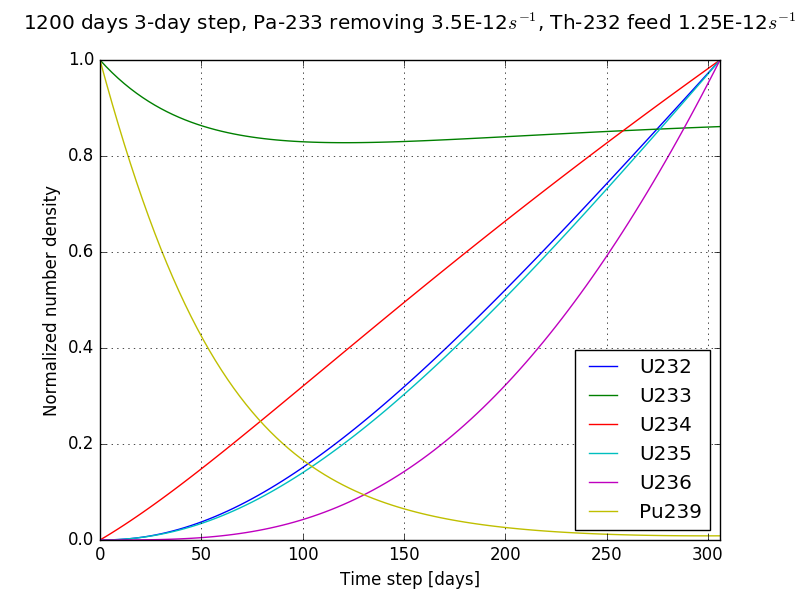 1200 days 3-day step, Pa-233 removing 3.5E-12s⁻¹, Th-232 feed 1.25E-12s⁻¹
1.0
0.8
0.6
0.4
0.2
0.0
Normalized number density
U232
U233
U234
U235
U236
Pu239
0 50 100 150 200 250 300
Time step [days]